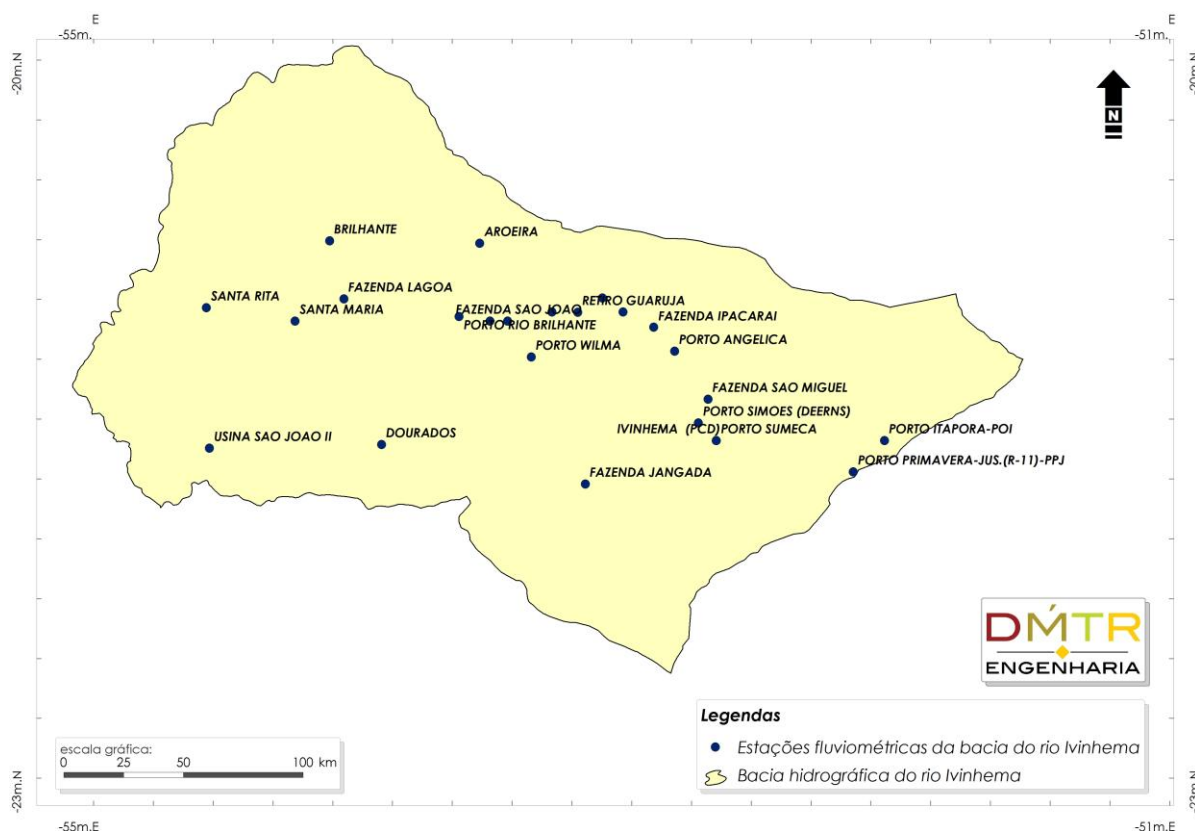 E
E
-55m.
-51m.
-20m.N
-20m.N
N
BRILHANTE
AROEIRA
SANTA RITA
FAZENDA LAGOA
SANTA MARIA
RETIRO GUARUJA
FAZENDA SAO JOAO
PORTO RIO BRILHANTE
FAZENDA IPACARAI
PORTO WILMA
PORTO ANGELICA
FAZENDA SAO MIGUEL
PORTO SIMOES (DEERNS)
IVINHEMA (PCD)
PORTO SUMECA
USINA SAO JOAO II
DOURADOS
PORTO ITAPORA-POI
PORTO PRIMAVERA-JUS.(R-11)-PPJ
FAZENDA JANGADA
DḾTR
ENGENHARIA
Legendas
Estações fluviométricas da bacia do rio Ivinhema
Bacia hidrográfica do rio Ivinhema
escala gráfica:
0 25 50 100 km
-23m.N
-23m.N
-55m.E
-51m.E